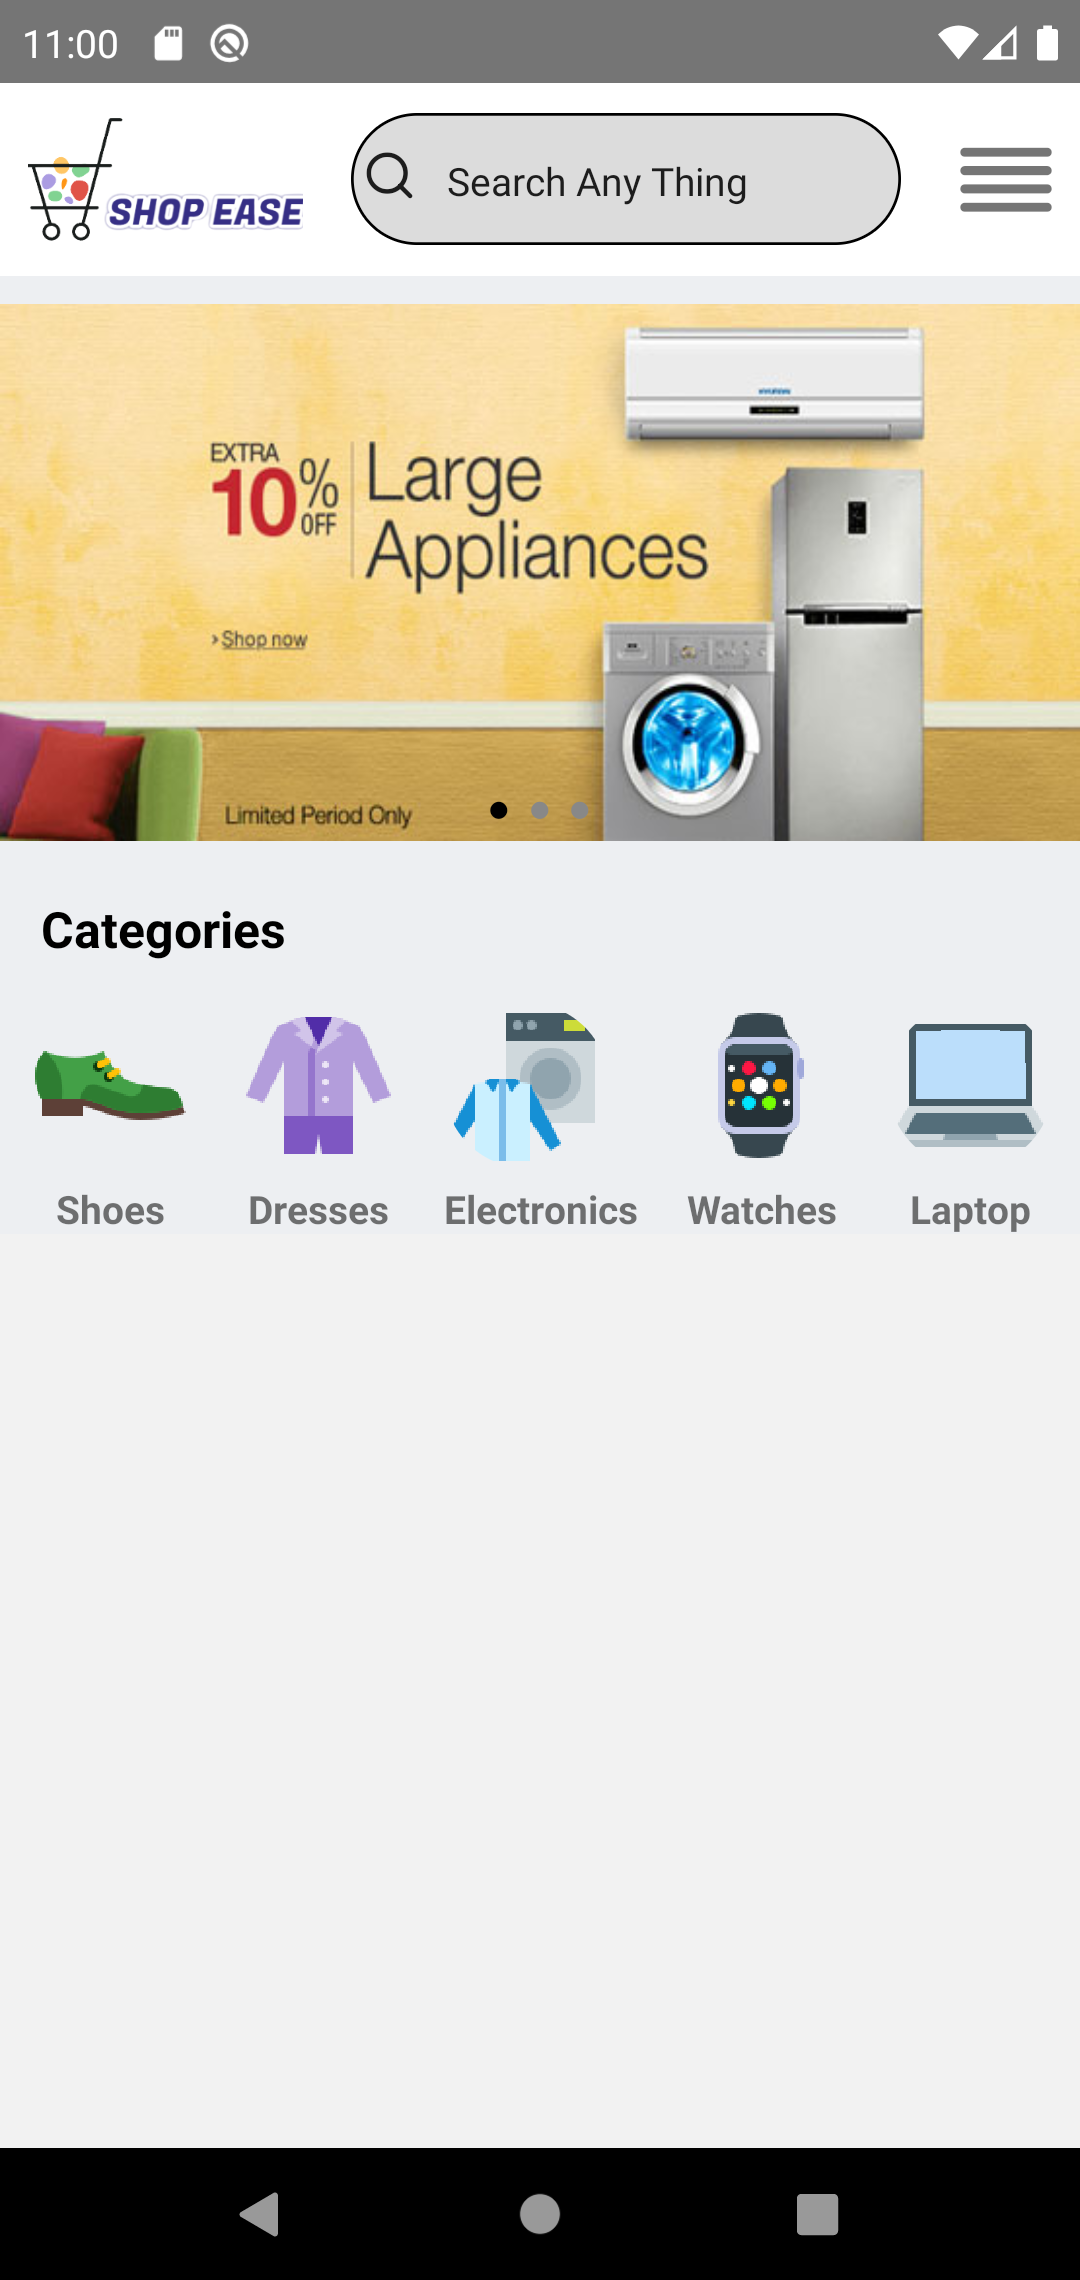 11:00
SHOP EASE
Search Any Thing
EXTRA
10% OFF
Large
Appliances
› Shop now
Limited Period Only
Categories
Shoes
Dresses
Electronics
Watches
Laptop